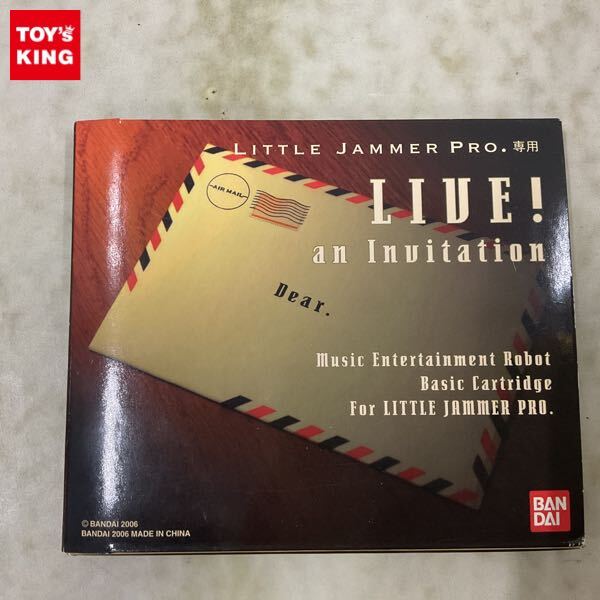 TOY's
KING
LITTLE JAMMER PRO. 専用
LIVE!
an Invitation
AIR MAIL
Dear.
Music Entertainment Robot
Basic Cartridge
For LITTLE JAMMER PRO.
© BANDAI 2006
BANDAI 2006 MADE IN CHINA
BAN
DAI